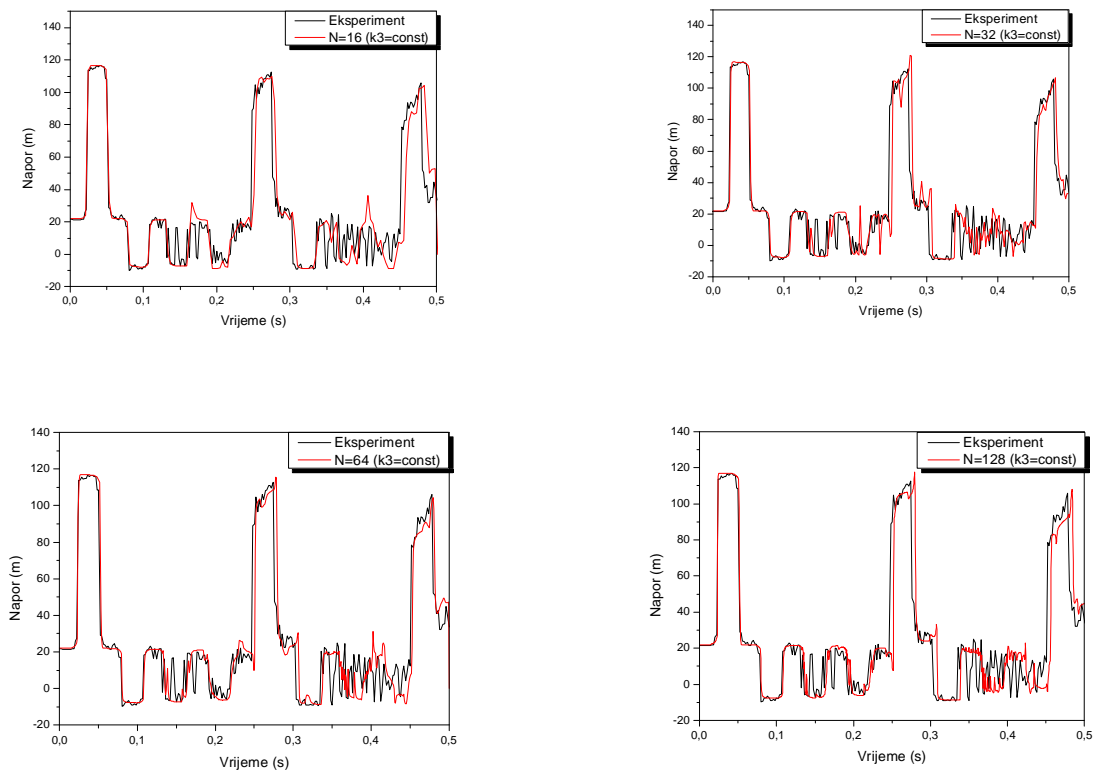 Eksperiment
N=16 (k3=const)
140
120
100
80
60
40
20
0
-20
Napor (m)
0,0 0,1 0,2 0,3 0,4 0,5
Vrijeme (s)
Eksperiment
N=32 (k3=const)
140
120
100
80
60
40
20
0
-20
Napor (m)
0,0 0,1 0,2 0,3 0,4 0,5
Vrijeme (s)
Eksperiment
N=64 (k3=const)
140
120
100
80
60
40
20
0
-20
Napor (m)
0,0 0,1 0,2 0,3 0,4 0,5
Vrijeme (s)
Eksperiment
N=128 (k3=const)
140
120
100
80
60
40
20
0
-20
Napor (m)
0,0 0,1 0,2 0,3 0,4 0,5
Vrijeme (s)